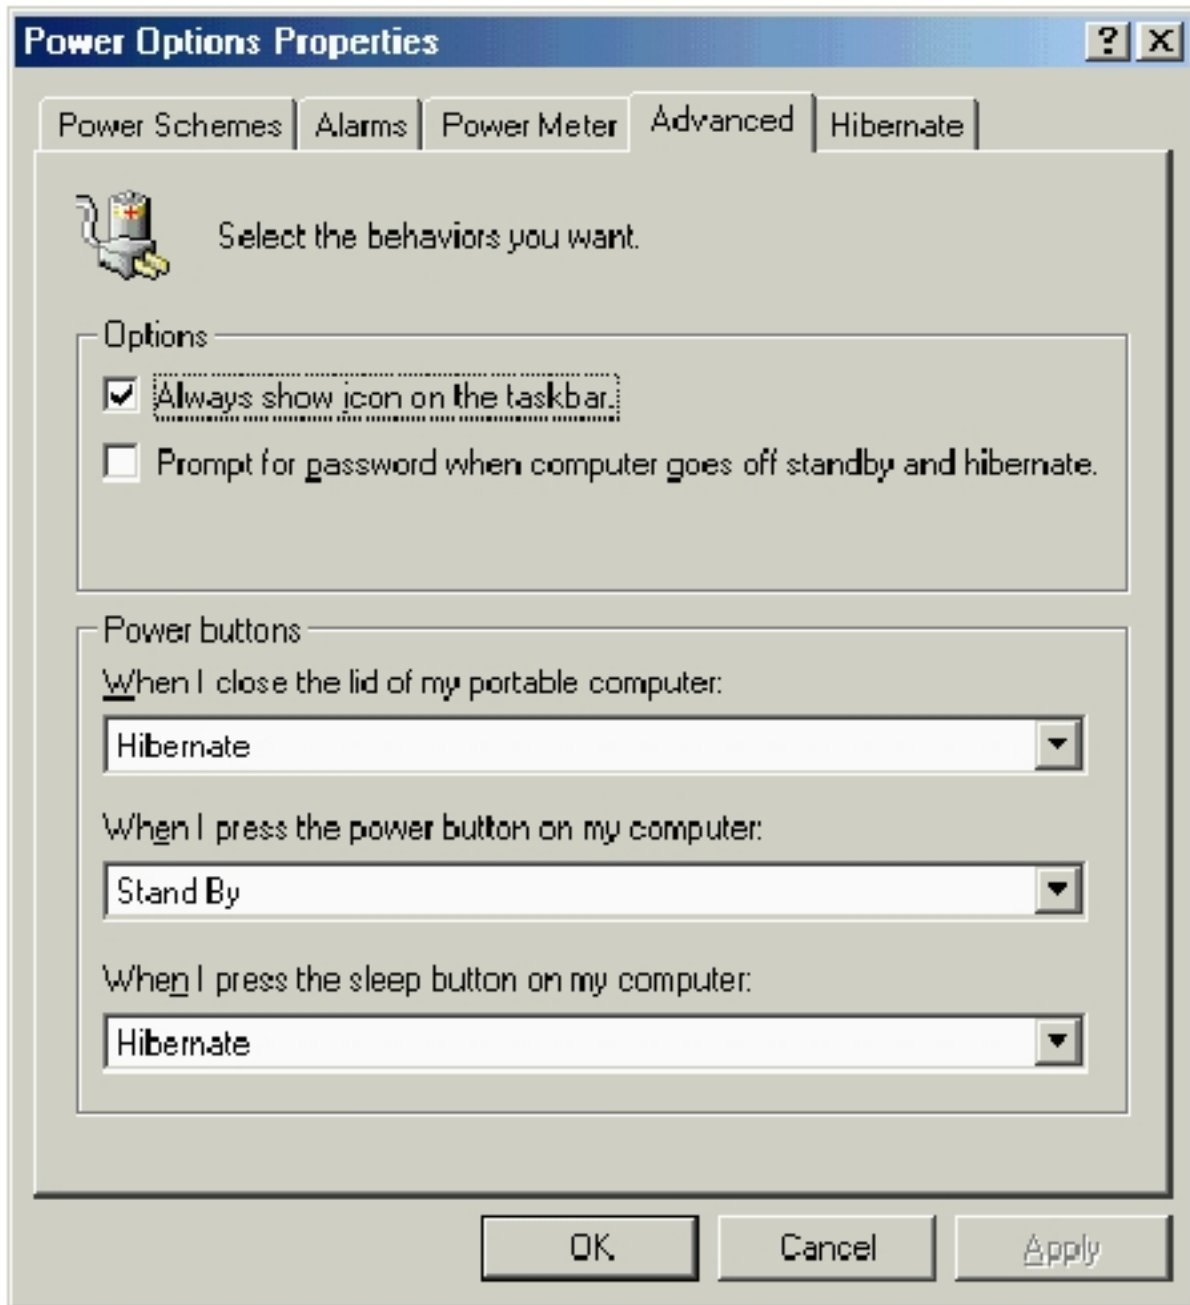 Power Options Properties
Power Schemes
Alarms
Power Meter
Advanced
Hibernate
Select the behaviors you want.
Options
Always show icon on the taskbar.
Prompt for password when computer goes off standby and hibernate.
Power buttons
When I close the lid of my portable computer:
Hibernate
When I press the power button on my computer:
Stand By
When I press the sleep button on my computer:
Hibernate
OK
Cancel
Apply